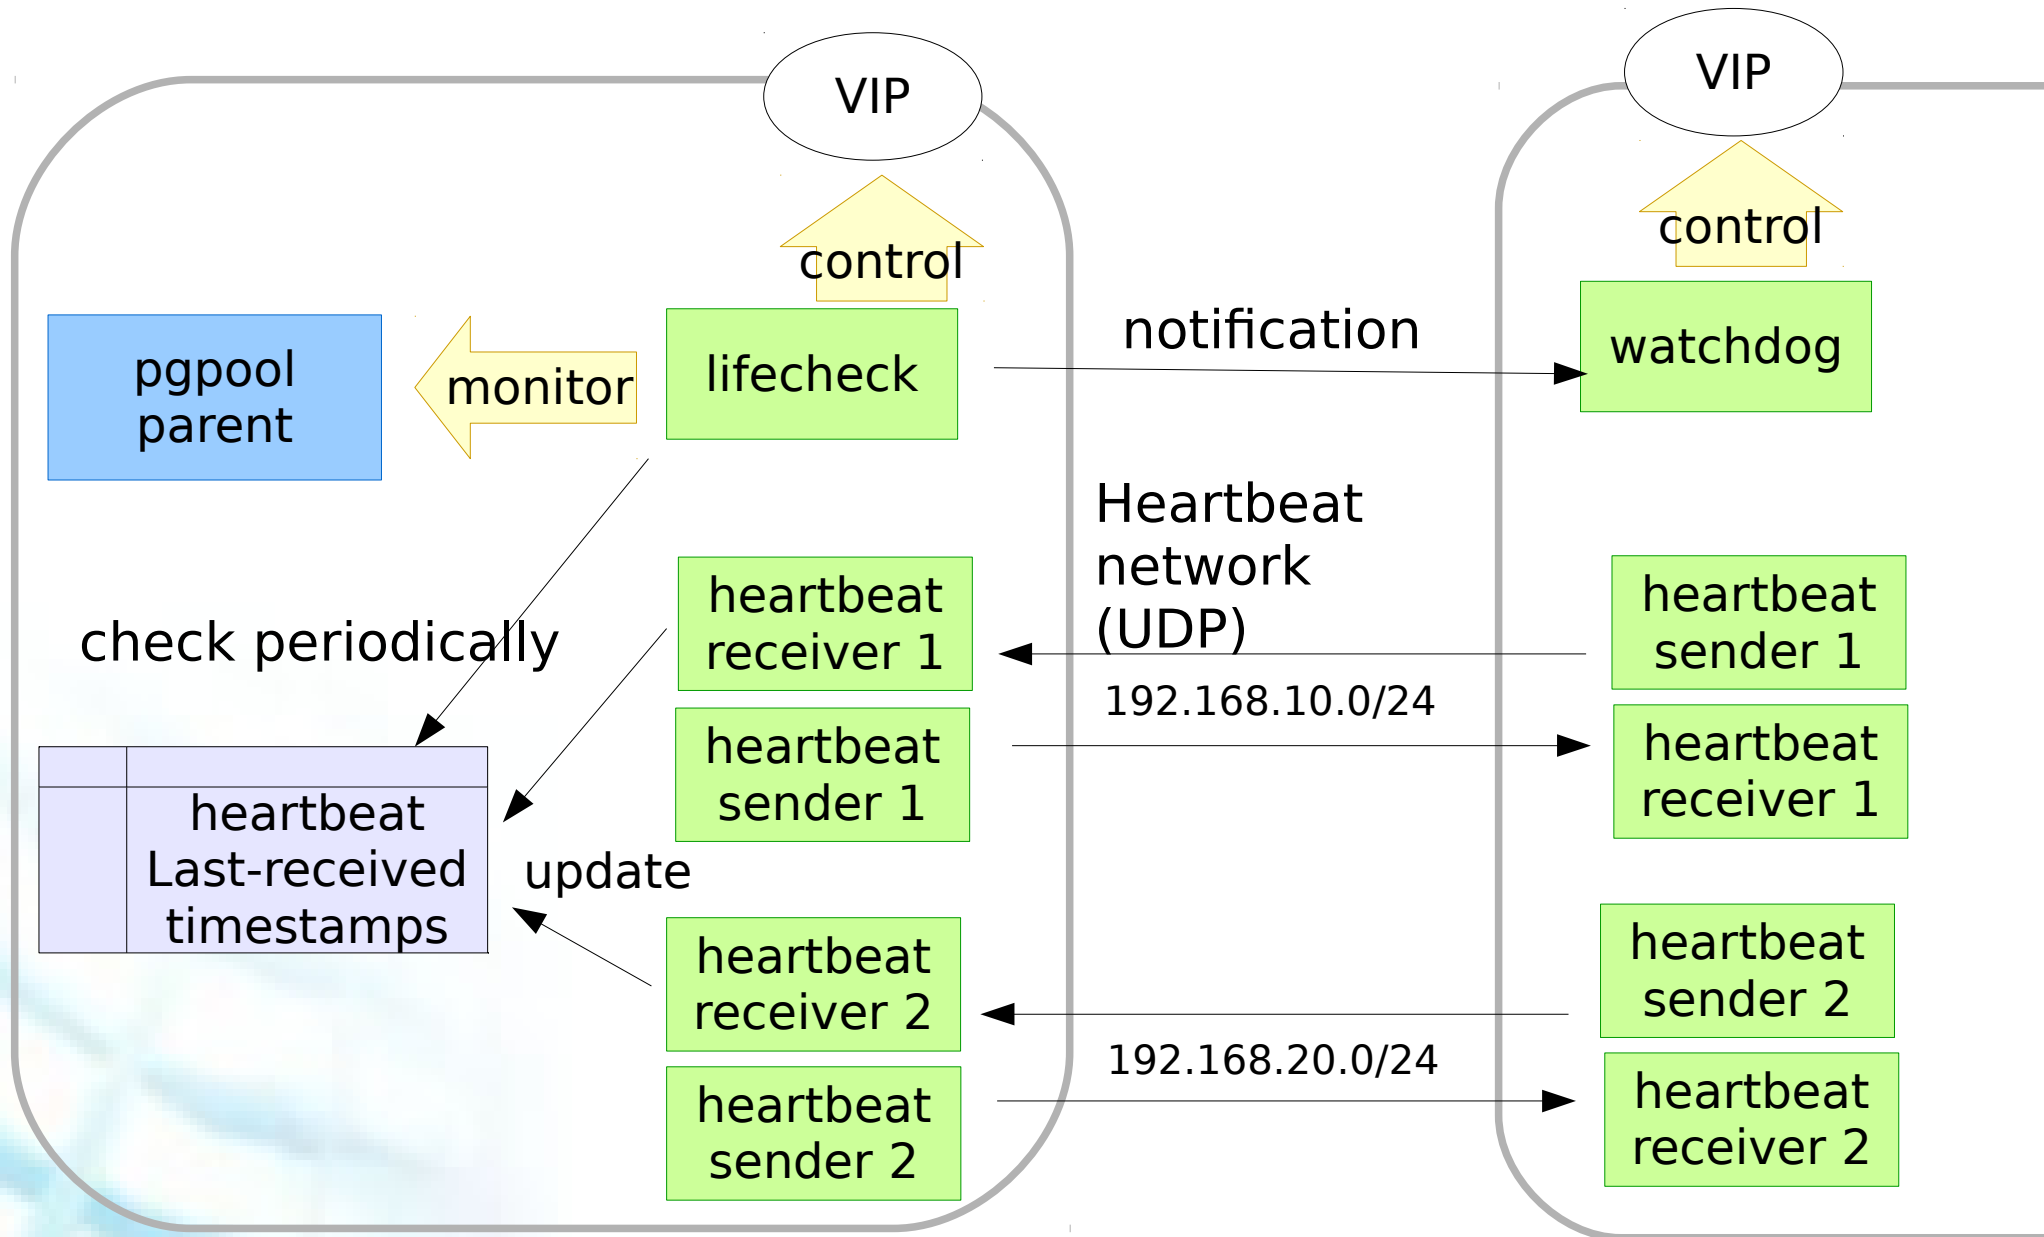 VIP
VIP
control
control
pgpool
parent
monitor
lifecheck
notification
watchdog
Heartbeat
network
(UDP)
check periodically
heartbeat
receiver 1
heartbeat
sender 1
192.168.10.0/24
heartbeat
sender 1
heartbeat
receiver 1
heartbeat
Last-received
timestamps
update
heartbeat
receiver 2
heartbeat
sender 2
192.168.20.0/24
heartbeat
sender 2
heartbeat
receiver 2